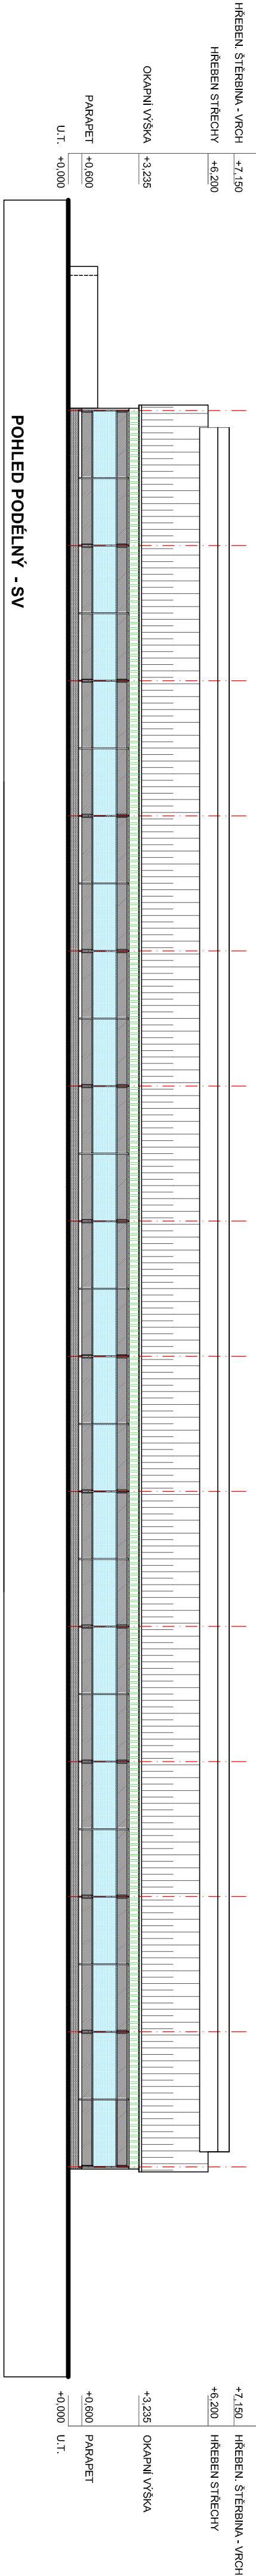 HŘEBEN. ŠTĚRBINA - VRCH +7,150
HŘEBEN STŘECHY +6,200
OKAPNÍ VÝŠKA +3,235
PARAPET +0,600
U.T. +0,000
+7,150 HŘEBEN. ŠTĚRBINA - VRCH
+6,200 HŘEBEN STŘECHY
+3,235 OKAPNÍ VÝŠKA
+0,600 PARAPET
+0,000 U.T.
POHLED PODÉLNÝ - SV